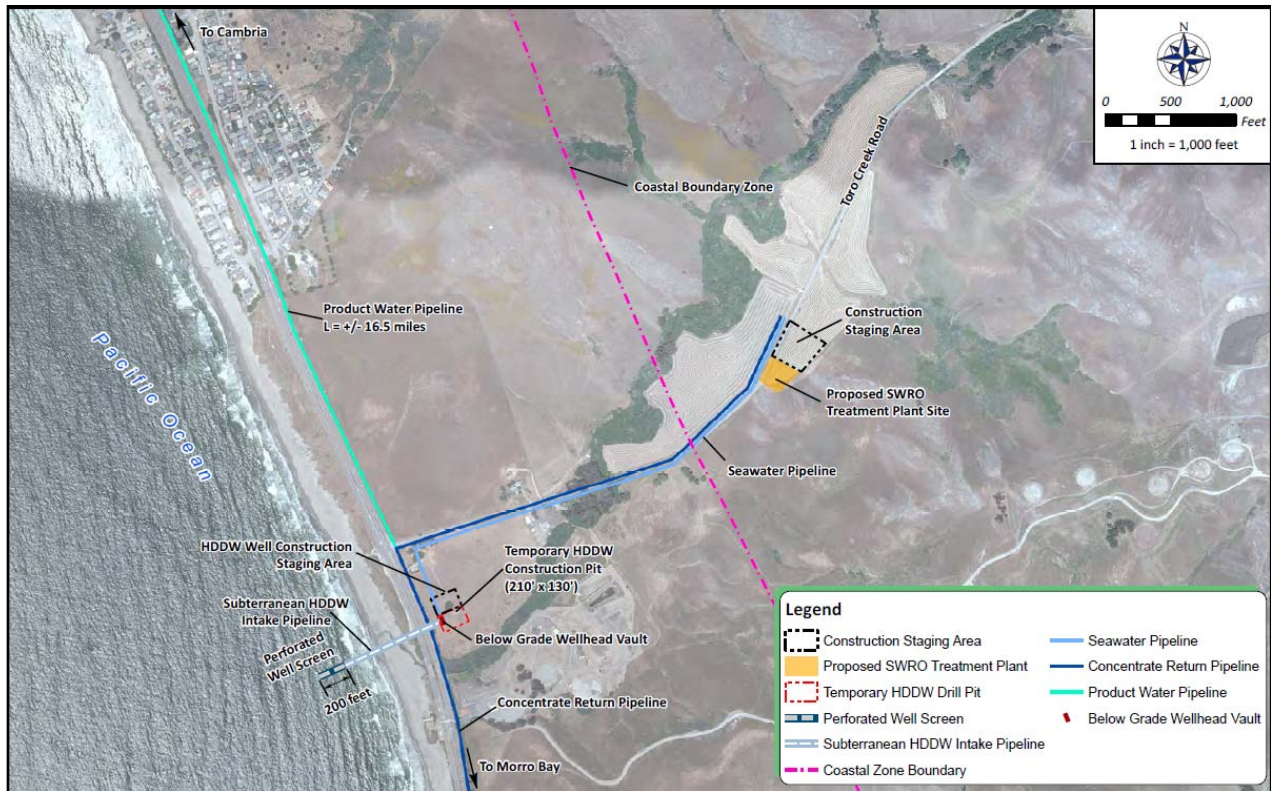 To Cambria
N
0 500 1,000
Feet
1 inch = 1,000 feet
Toro Creek Road
Coastal Boundary Zone
Product Water Pipeline
L = +/- 16.5 miles
Construction
Staging Area
Pacific Ocean
Proposed SWRO
Treatment Plant Site
Seawater Pipeline
HDDW Well Construction
Staging Area
Temporary HDDW
Construction Pit
(210' x 130')
Subterranean HDDW
Intake Pipeline
Below Grade Wellhead Vault
Perforated
Well Screen
200 feet
Concentrate Return Pipeline
To Morro Bay
Legend
Construction Staging Area
Proposed SWRO Treatment Plant
Temporary HDDW Drill Pit
Perforated Well Screen
Subterranean HDDW Intake Pipeline
Coastal Zone Boundary
Seawater Pipeline
Concentrate Return Pipeline
Product Water Pipeline
Below Grade Wellhead Vault